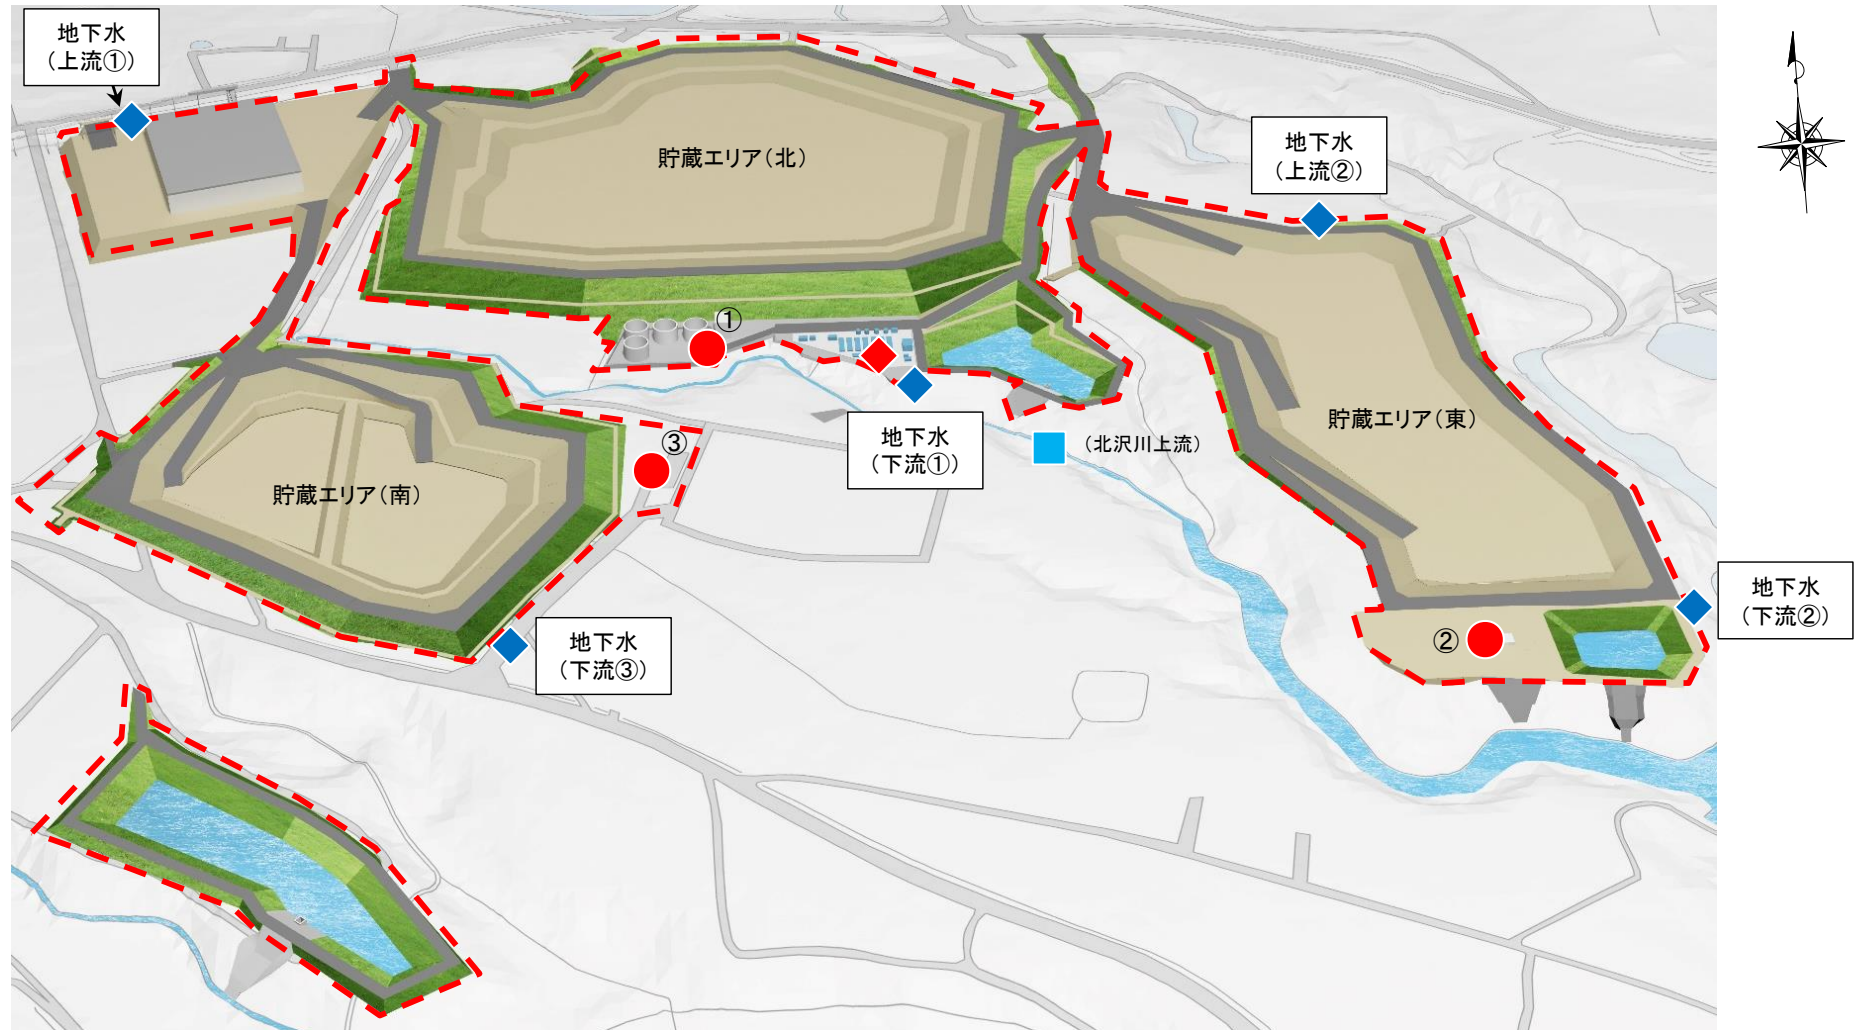 地下水
（上流①）
貯蔵エリア（北）
地下水
（上流②）
①
貯蔵エリア（東）
地下水
（下流①）
（北沢川上流）
③
貯蔵エリア（南）
地下水
（下流②）
②
地下水
（下流③）